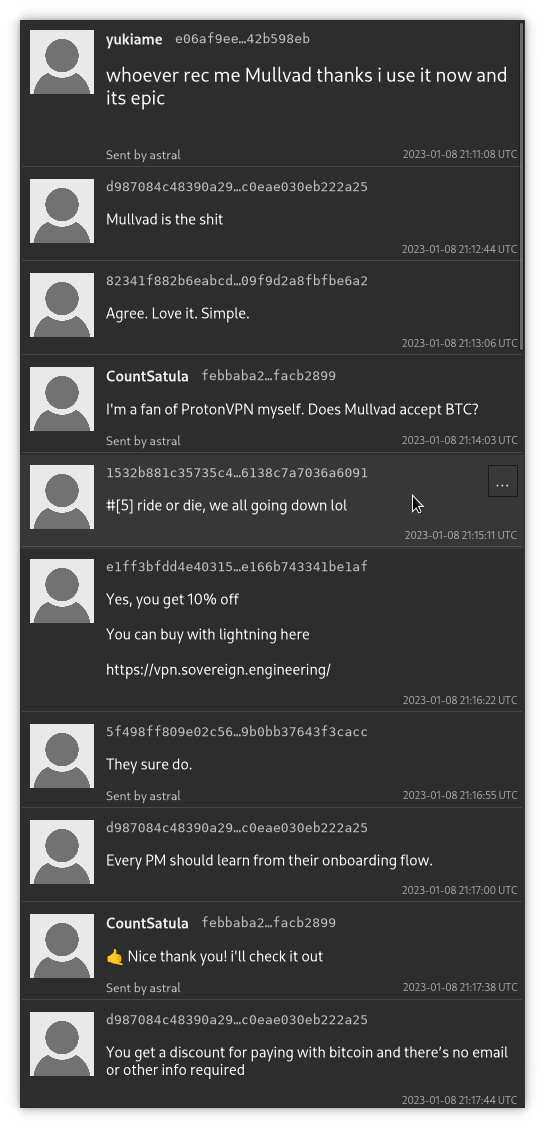 yukiame e06af9ee…42b598eb
whoever rec me Mullvad thanks i use it now and
its epic
Sent by astral 2023-01-08 21:11:08 UTC
d987084c48390a29…c0eae030eb222a25
Mullvad is the shit
2023-01-08 21:12:44 UTC
82341f882b6eabcd…09f9d2a8fbfbe6a2
Agree. Love it. Simple.
2023-01-08 21:13:06 UTC
CountSatula febbaba2…facb2899
I'm a fan of ProtonVPN myself. Does Mullvad accept BTC?
Sent by astral 2023-01-08 21:14:03 UTC
1532b881c35735c4…6138c7a7036a6091
...
#[5] ride or die, we all going down lol
2023-01-08 21:15:11 UTC
e1ff3bfdd4e40315…e166b743341be1af
Yes, you get 10% off
You can buy with lightning here
https://vpn.sovereign.engineering/
2023-01-08 21:16:22 UTC
5f498ff809e02c56…9b0bb37643f3cacc
They sure do.
Sent by astral 2023-01-08 21:16:55 UTC
d987084c48390a29…c0eae030eb222a25
Every PM should learn from their onboarding flow.
2023-01-08 21:17:00 UTC
CountSatula febbaba2…facb2899
🤙 Nice thank you! i'll check it out
Sent by astral 2023-01-08 21:17:38 UTC
d987084c48390a29…c0eae030eb222a25
You get a discount for paying with bitcoin and there’s no email
or other info required
2023-01-08 21:17:44 UTC